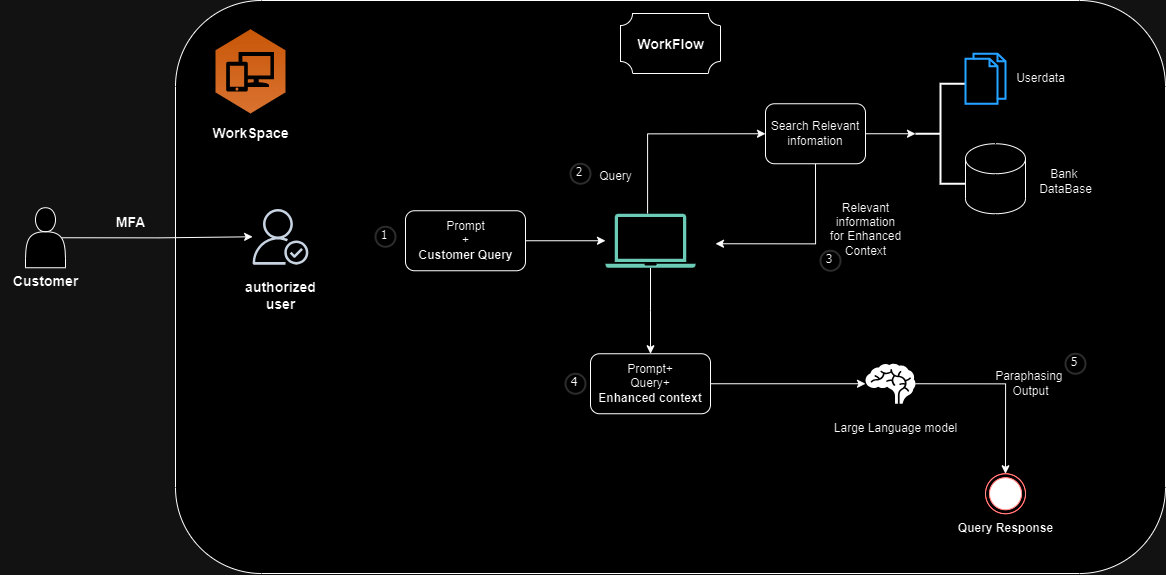 WorkFlow
WorkSpace
Userdata
Search Relevant
infomation
2
Query
Bank
DataBase
MFA
Customer
authorized
user
1
Prompt
+
Customer Query
Relevant
information
for Enhanced
Context
3
4
Prompt+
Query+
Enhanced context
Large Language model
5
Paraphasing
Output
Query Response